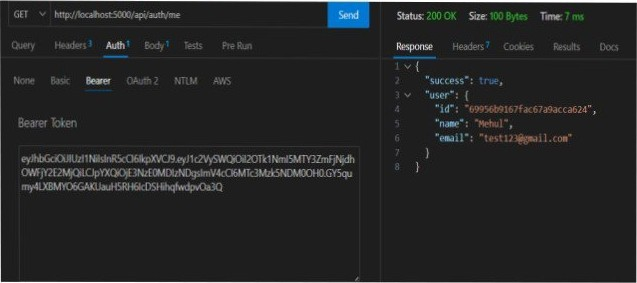 GET http://localhost:5000/api/auth/me Send
Query Headers 3 Auth 1 Body 1 Tests Pre Run
None Basic Bearer OAuth 2 NTLM AWS
Bearer Token
Status: 200 OK Size: 100 Bytes Time: 7 ms
Response Headers 7 Cookies Results Docs
1 {
2 "success": true,
3 "user": {
4 "id": "69956b9167fac67a9acca624",
5 "name": "Mehul",
6 "email": "test123@gmail.com"
7 }
8 }